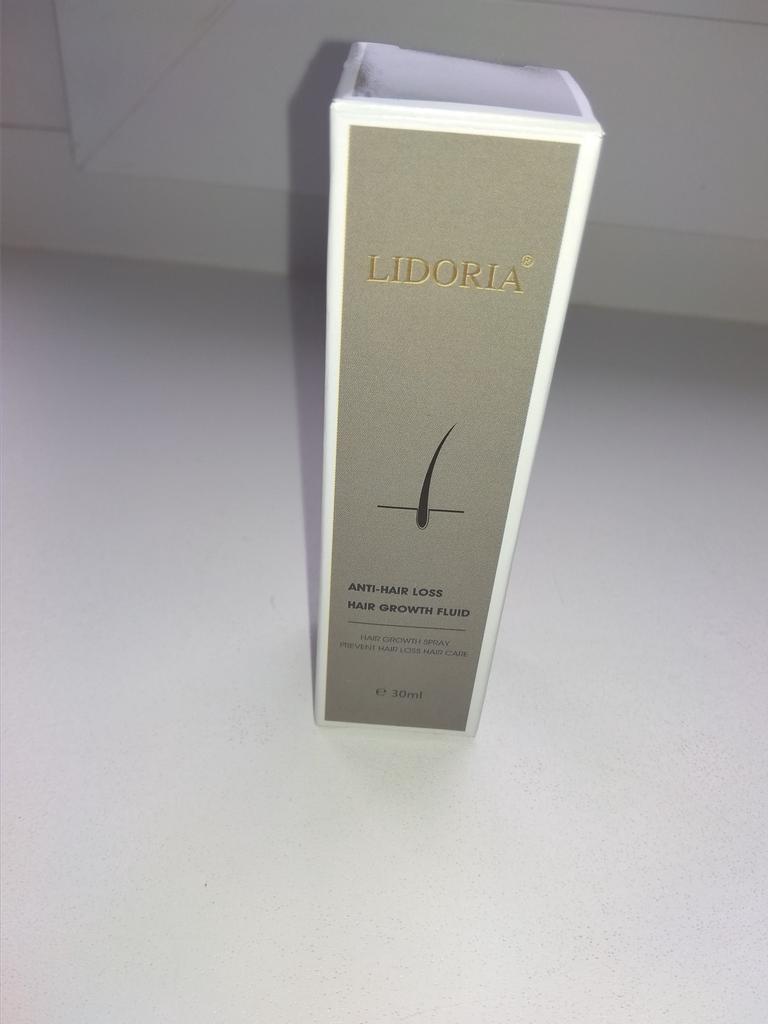 LIDORIA®
ANTI-HAIR LOSS
HAIR GROWTH FLUID
HAIR GROWTH SPRAY
PREVENT HAIR LOSS HAIR CARE
℮ 30ml